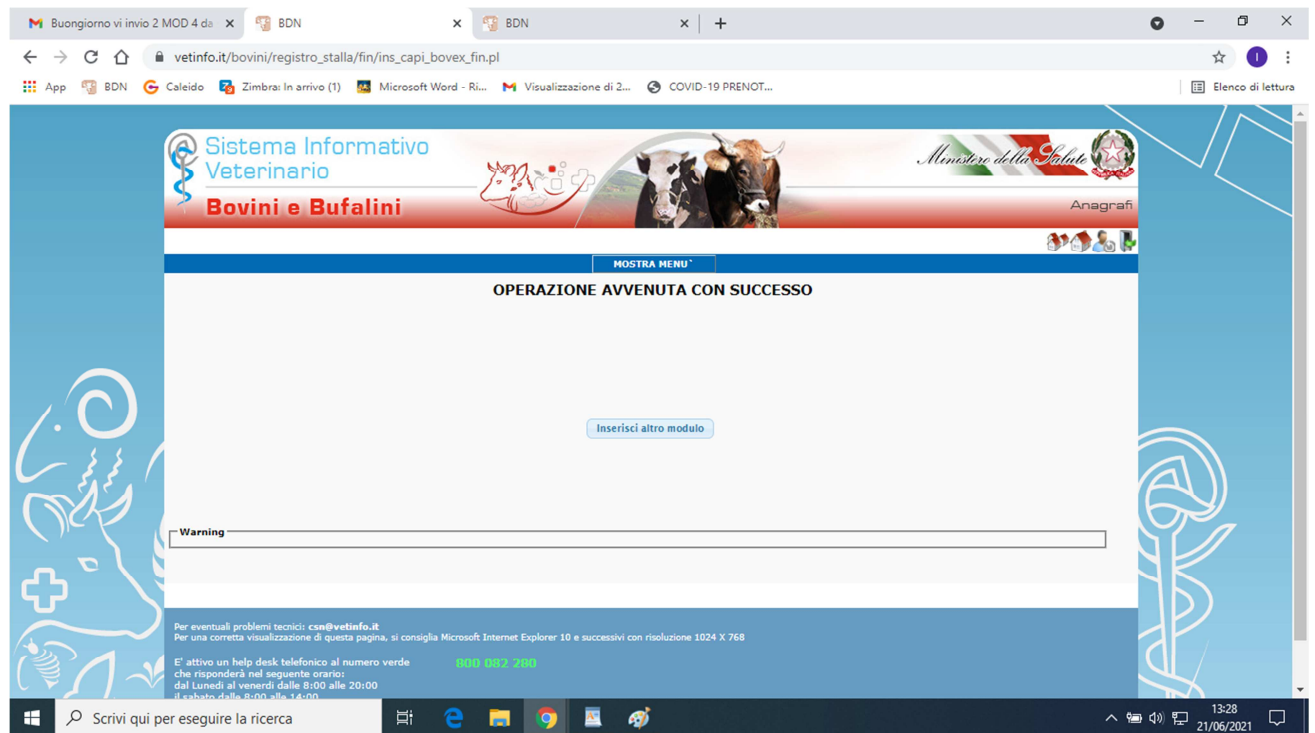 Buongiorno vi invio 2 MOD 4 da
BDN
BDN
vetinfo.it/bovini/registro_stalla/fin/ins_capi_bovex_fin.pl
I
App
BDN
Caleido
Zimbra: In arrivo (1)
Microsoft Word - Ri...
Visualizzazione di 2...
COVID-19 PRENOT...
Elenco di lettura
Sistema Informativo
Veterinario
Bovini e Bufalini
Ministero della Salute
Anagrafi
MOSTRA MENU`
OPERAZIONE AVVENUTA CON SUCCESSO
Inserisci altro modulo
Warning
Per eventuali problemi tecnici: csn@vetinfo.it
Per una corretta visualizzazione di questa pagina, si consiglia Microsoft Internet Explorer 10 e successivi con risoluzione 1024 X 768
E' attivo un help desk telefonico al numero verde 800 082 280
che risponderà nel seguente orario:
dal Lunedì al venerdì dalle 8:00 alle 20:00
il sabato dalle 8:00 alle 14:00
Scrivi qui per eseguire la ricerca
13:28
21/06/2021